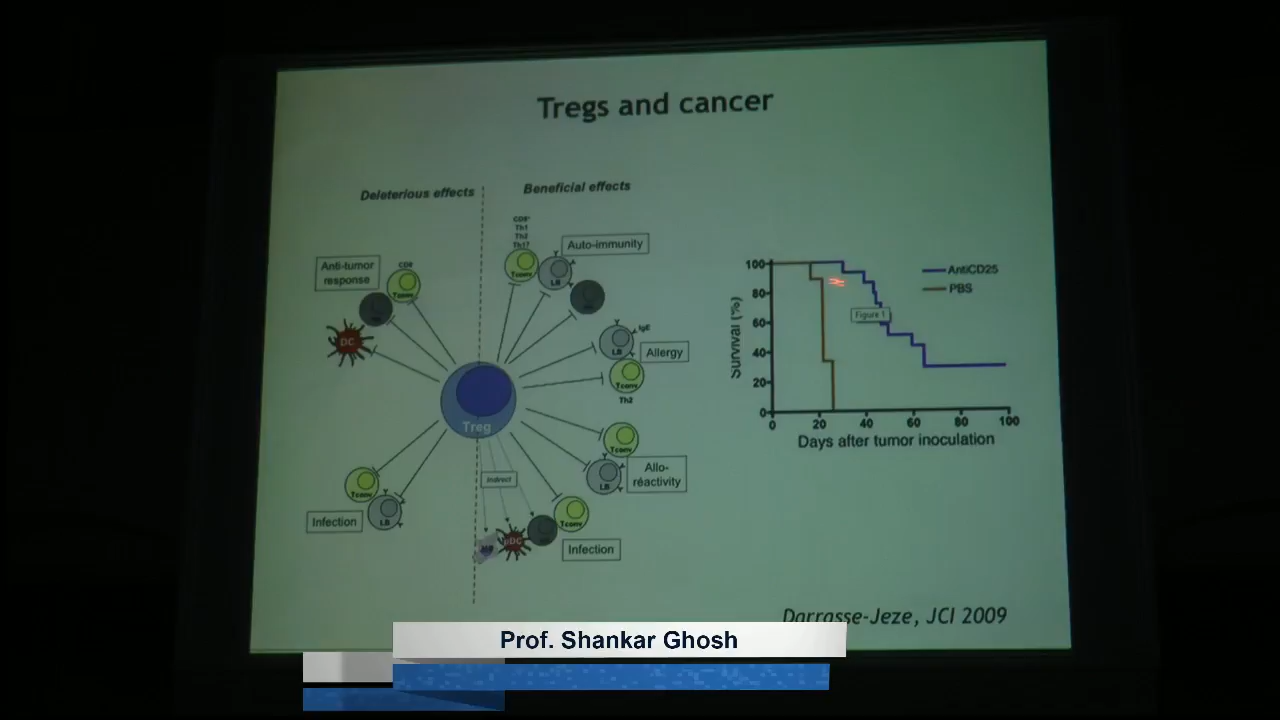 Tregs and cancer
Deleterious effects
Beneficial effects
CD8+
Th1
Th2
Th17
Auto-immunity
Tconv
LB
Anti-tumor
response
CD8
Tconv
DC
IgE
LB
Allergy
Tconv
Th2
Treg
Tconv
LB
Allo-
réactivity
Indirect
Tconv
LB
Infection
pDC
Tconv
Infection
AntiCD25
PBS
Figure 1
Survival (%)
100
80
60
40
20
0
0 20 40 60 80 100
Days after tumor inoculation
Darrasse-Jeze, JCI 2009
Prof. Shankar Ghosh